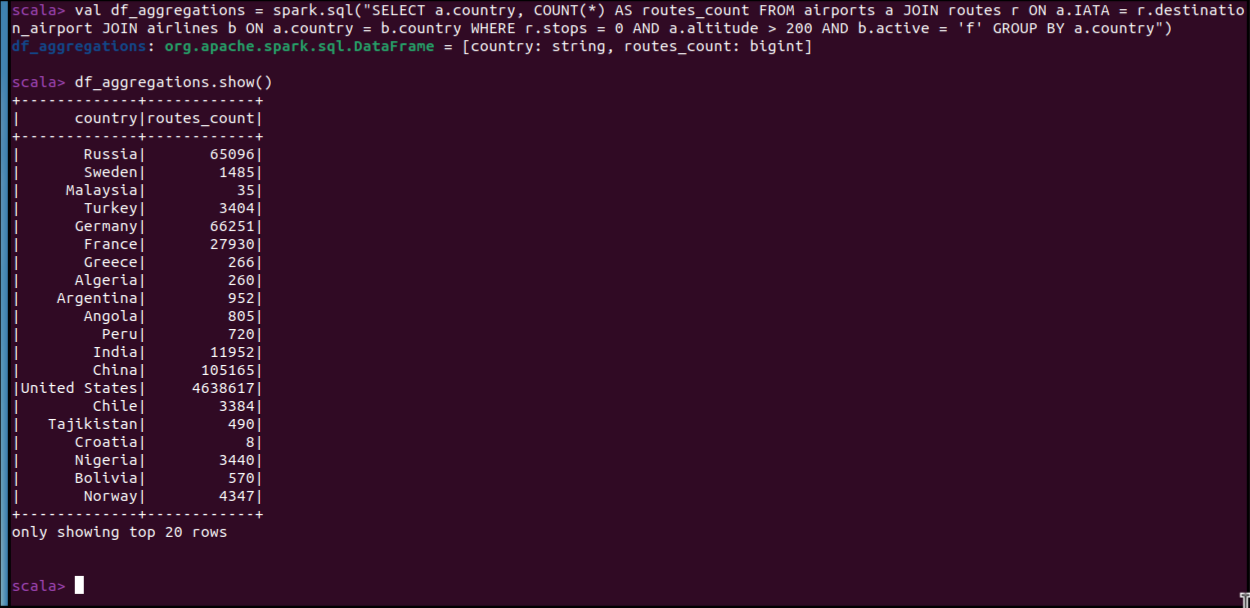 scala> val df_aggregations = spark.sql("SELECT a.country, COUNT(*) AS routes_count FROM airports a JOIN routes r ON a.IATA = r.destinatio
n_airport JOIN airlines b ON a.country = b.country WHERE r.stops = 0 AND a.altitude > 200 AND b.active = 'f' GROUP BY a.country")
df_aggregations: org.apache.spark.sql.DataFrame = [country: string, routes_count: bigint]
scala> df_aggregations.show()
+-------------+------------+
|      country|routes_count|
+-------------+------------+
|       Russia|       65096|
|       Sweden|        1485|
|     Malaysia|          35|
|       Turkey|        3404|
|      Germany|       66251|
|       France|       27930|
|       Greece|         266|
|      Algeria|         260|
|    Argentina|         952|
|       Angola|         805|
|         Peru|         720|
|        India|       11952|
|        China|      105165|
|United States|     4638617|
|        Chile|        3384|
|   Tajikistan|         490|
|      Croatia|           8|
|      Nigeria|        3440|
|      Bolivia|         570|
|       Norway|        4347|
+-------------+------------+
only showing top 20 rows
scala>